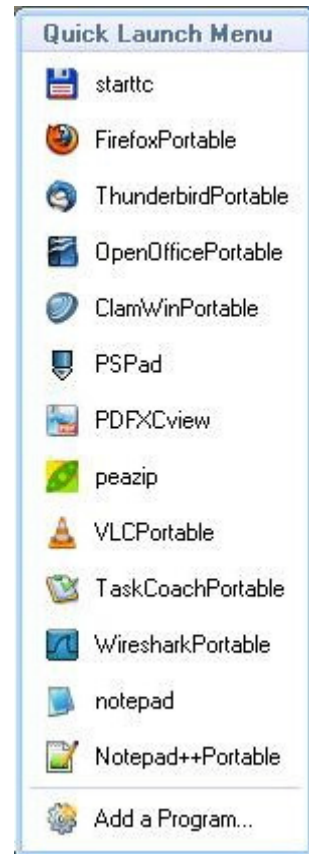 Quick Launch Menu
starttc
FirefoxPortable
ThunderbirdPortable
OpenOfficePortable
ClamWinPortable
PSPad
PDFXCview
peazip
VLCPortable
TaskCoachPortable
WiresharkPortable
notepad
Notepad++Portable
Add a Program...